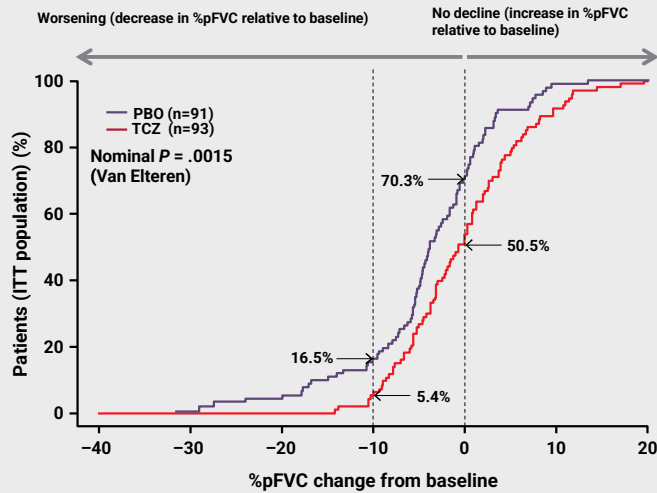 Worsening (decrease in %pFVC relative to baseline)
No decline (increase in %pFVC
relative to baseline)
100
80
60
40
20
0
Patients (ITT population) (%)
PBO (n=91)
TCZ (n=93)
Nominal P = .0015
(Van Elteren)
70.3%
50.5%
16.5%
5.4%
−40
−30
−20
−10
0
10
20
%pFVC change from baseline